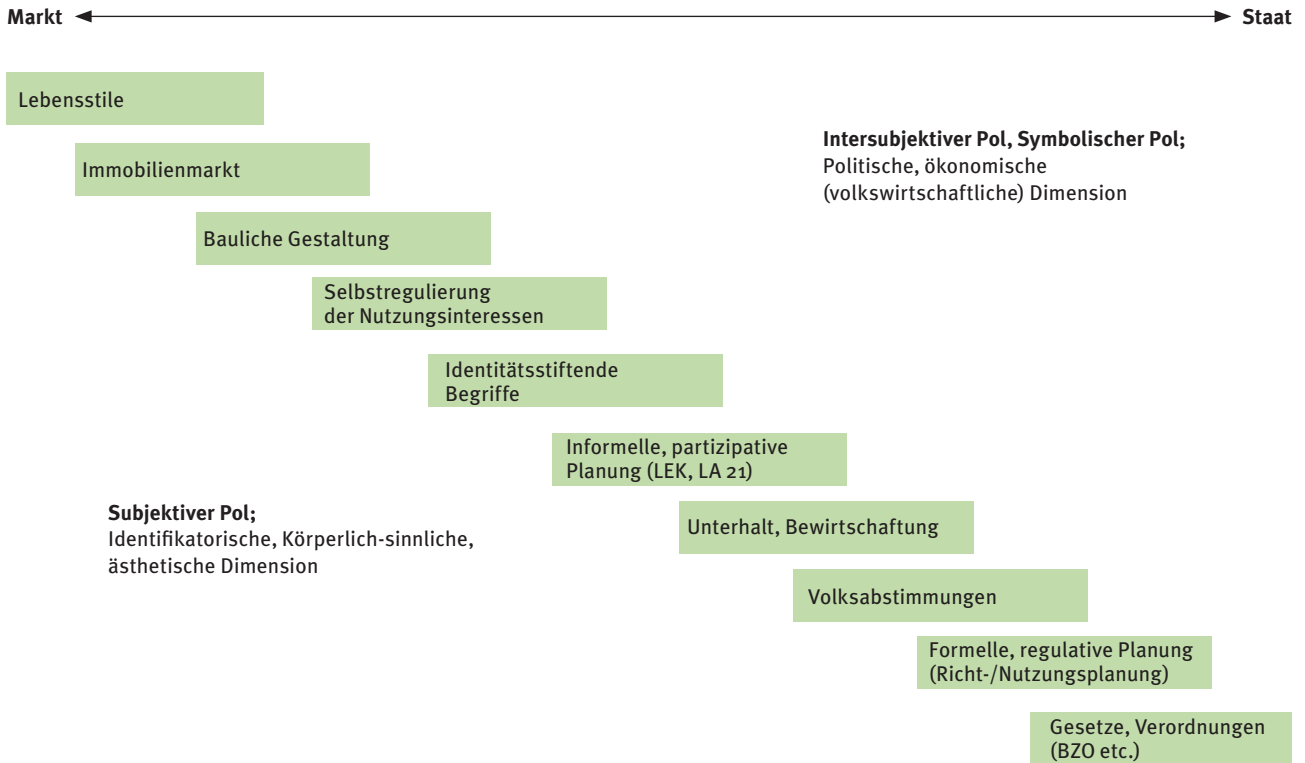 Markt Staat
Lebensstile
Intersubjektiver Pol, Symbolischer Pol;
Politische, ökonomische
(volkswirtschaftliche) Dimension
Immobilienmarkt
Bauliche Gestaltung
Selbstregulierung
der Nutzungsinteressen
Identitätsstiftende
Begriffe
Informelle, partizipative
Planung (LEK, LA 21)
Subjektiver Pol;
Identifikatorische, Körperlich-sinnliche,
ästhetische Dimension
Unterhalt, Bewirtschaftung
Volksabstimmungen
Formelle, regulative Planung
(Richt-/Nutzungsplanung)
Gesetze, Verordnungen
(BZO etc.)